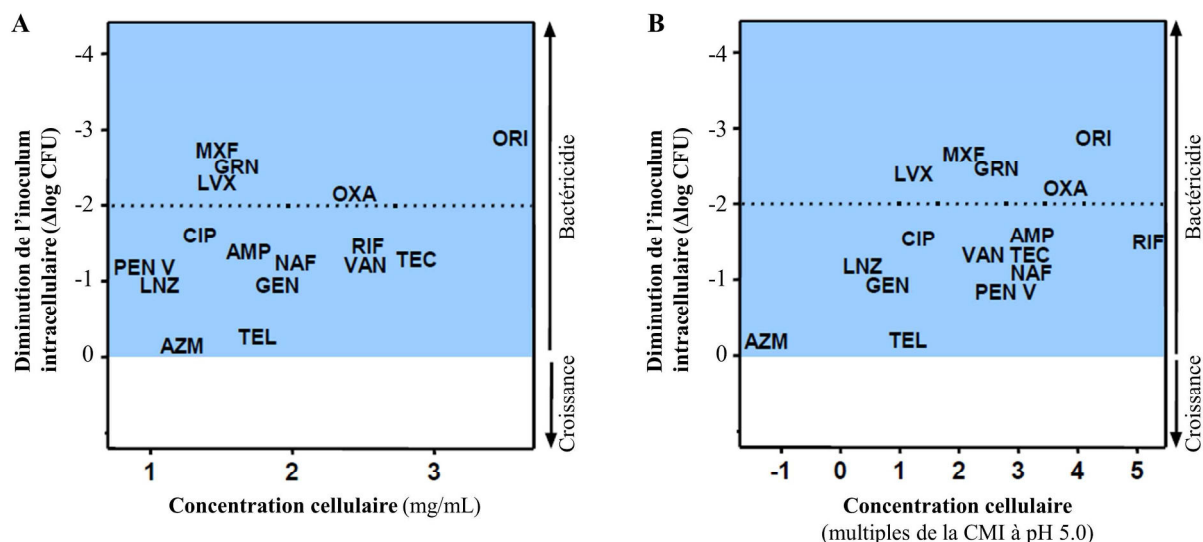 A
Diminution de l’inoculum
intracellulaire (Δlog CFU)
-4
-3
-2
-1
0
ORI
MXF
GRN
LVX
OXA
CIP
AMP
RIF
PEN V
NAF
VAN
TEC
LNZ
GEN
AZM
TEL
Bactéricidie
Croissance
1 2 3
Concentration cellulaire (mg/mL)
B
Diminution de l’inoculum
intracellulaire (Δlog CFU)
-4
-3
-2
-1
0
ORI
MXF
GRN
LVX
OXA
CIP
AMP
RIF
VAN
TEC
LNZ
NAF
GEN
PEN V
AZM
TEL
Bactéricidie
Croissance
-1 0 1 2 3 4 5
Concentration cellulaire
(multiples de la CMI à pH 5.0)